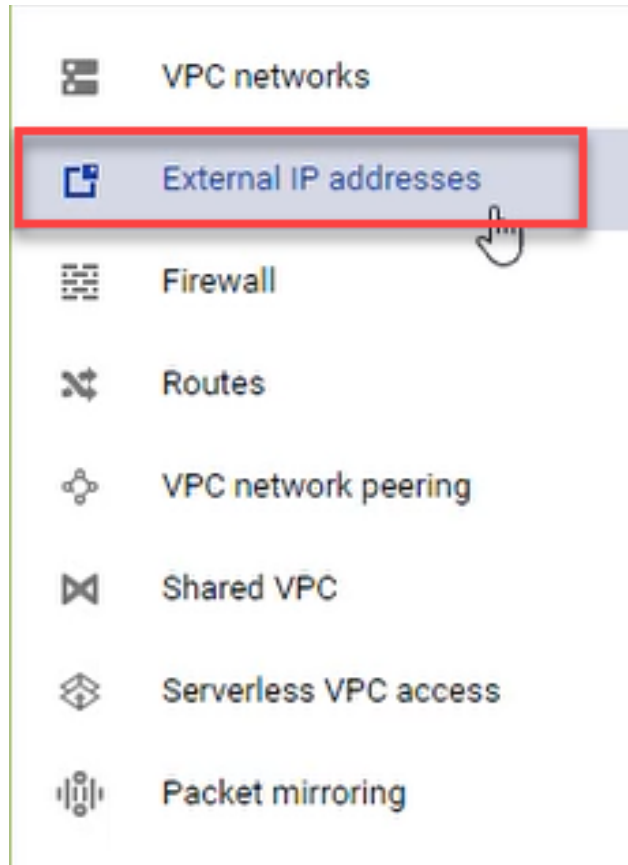 VPC networks
External IP addresses
Firewall
Routes
VPC network peering
Shared VPC
Serverless VPC access
Packet mirroring